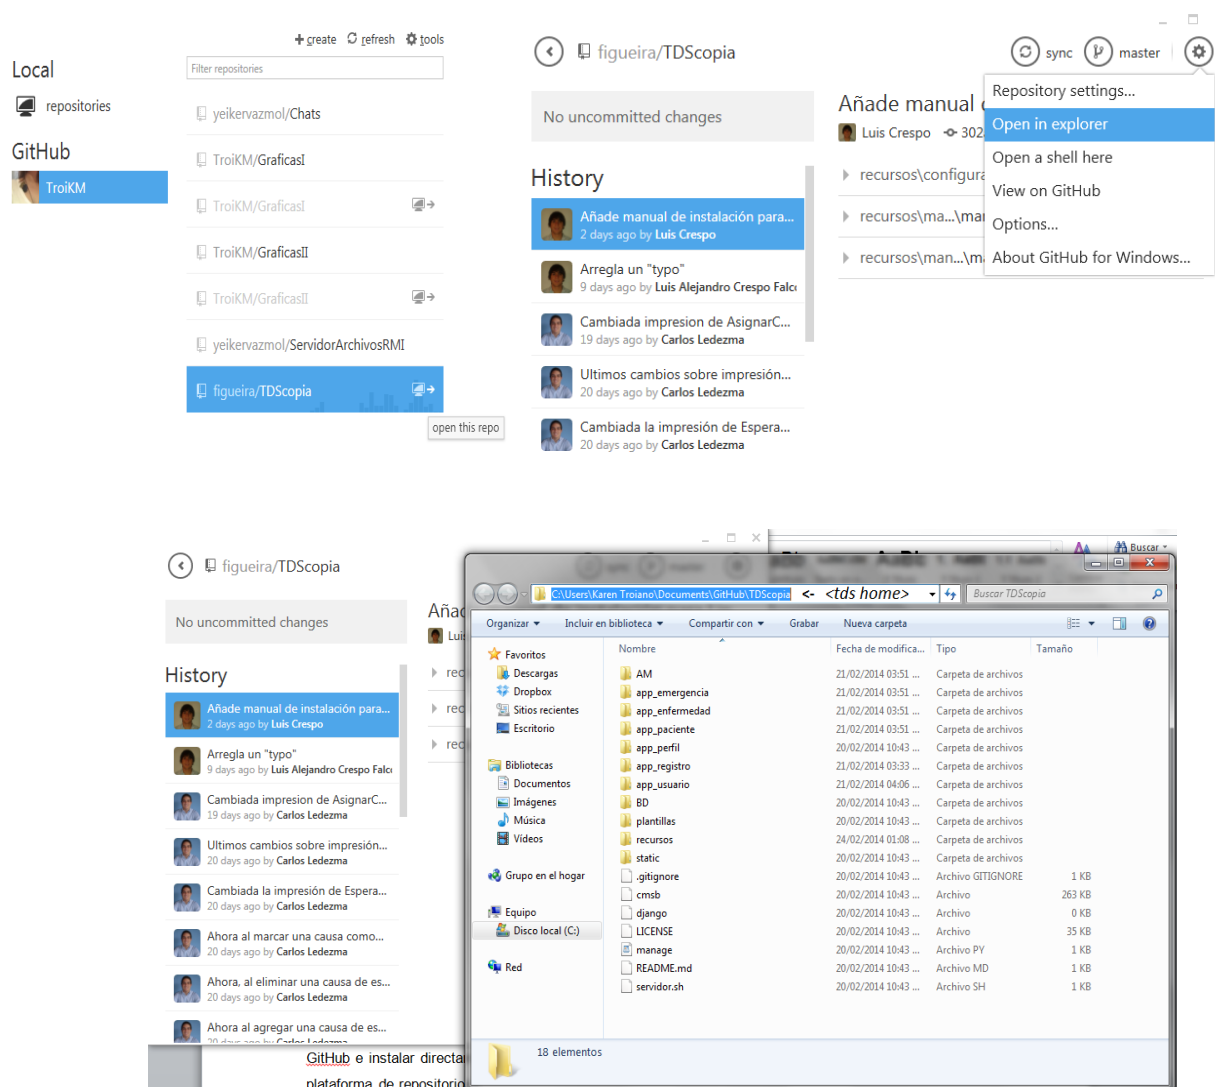 create refresh tools
Local
Filter repositories
repositories
yeikervazmol/Chats
GitHub
TroiKM/GraficasI
TroiKM
TroiKM/GraficasI
TroiKM/GraficasII
TroiKM/GraficasII
yeikervazmol/ServidorArchivosRMI
figueira/TDScopia
open this repo
figueira/TDScopia
sync master
No uncommitted changes
History
Añade manual de instalación para...
2 days ago by Luis Crespo
Arregla un "typo"
9 days ago by Luis Alejandro Crespo Falc
Cambiada impresion de AsignarC...
19 days ago by Carlos Ledezma
Ultimos cambios sobre impresión...
20 days ago by Carlos Ledezma
Cambiada la impresión de Espera...
20 days ago by Carlos Ledezma
Añade manual
Luis Crespo 302
recursos\configura
recursos\ma...\ma
recursos\man...\m
Repository settings...
Open in explorer
Open a shell here
View on GitHub
Options...
About GitHub for Windows...
figueira/TDScopia
No uncommitted changes
History
Añade manual de instalación para...
2 days ago by Luis Crespo
Arregla un "typo"
9 days ago by Luis Alejandro Crespo Falc
Cambiada impresion de AsignarC...
19 days ago by Carlos Ledezma
Ultimos cambios sobre impresión...
20 days ago by Carlos Ledezma
Cambiada la impresión de Espera...
20 days ago by Carlos Ledezma
Ahora al marcar una causa como...
20 days ago by Carlos Ledezma
Ahora, al eliminar una causa de es...
20 days ago by Carlos Ledezma
Ahora al agregar una causa de es...
20 days ago by Carlos Ledezma
Añad
Lui
rec
rec
rec
Buscar
C:\Users\Karen Troiano\Documents\GitHub\TDScopia <- <tds home> Buscar TDScopia
Organizar Incluir en biblioteca Compartir con Grabar Nueva carpeta
Favoritos
Descargas
Dropbox
Sitios recientes
Escritorio
Bibliotecas
Documentos
Imágenes
Música
Vídeos
Grupo en el hogar
Equipo
Disco local (C:)
Red
Nombre Fecha de modifica... Tipo Tamaño
AM 21/02/2014 03:51 ... Carpeta de archivos
app_emergencia 21/02/2014 03:51 ... Carpeta de archivos
app_enfermedad 21/02/2014 03:51 ... Carpeta de archivos
app_paciente 21/02/2014 03:51 ... Carpeta de archivos
app_perfil 20/02/2014 10:43 ... Carpeta de archivos
app_registro 21/02/2014 03:33 ... Carpeta de archivos
app_usuario 21/02/2014 04:06 ... Carpeta de archivos
BD 20/02/2014 10:43 ... Carpeta de archivos
plantillas 20/02/2014 10:43 ... Carpeta de archivos
recursos 24/02/2014 01:08 ... Carpeta de archivos
static 20/02/2014 10:43 ... Carpeta de archivos
.gitignore 20/02/2014 10:43 ... Archivo GITIGNORE 1 KB
cmsb 20/02/2014 10:43 ... Archivo 263 KB
django 20/02/2014 10:43 ... Archivo 0 KB
LICENSE 20/02/2014 10:43 ... Archivo 35 KB
manage 20/02/2014 10:43 ... Archivo PY 1 KB
README.md 20/02/2014 10:43 ... Archivo MD 1 KB
servidor.sh 20/02/2014 10:43 ... Archivo SH 1 KB
18 elementos
GitHub e instalar directa
plataforma de repositorio